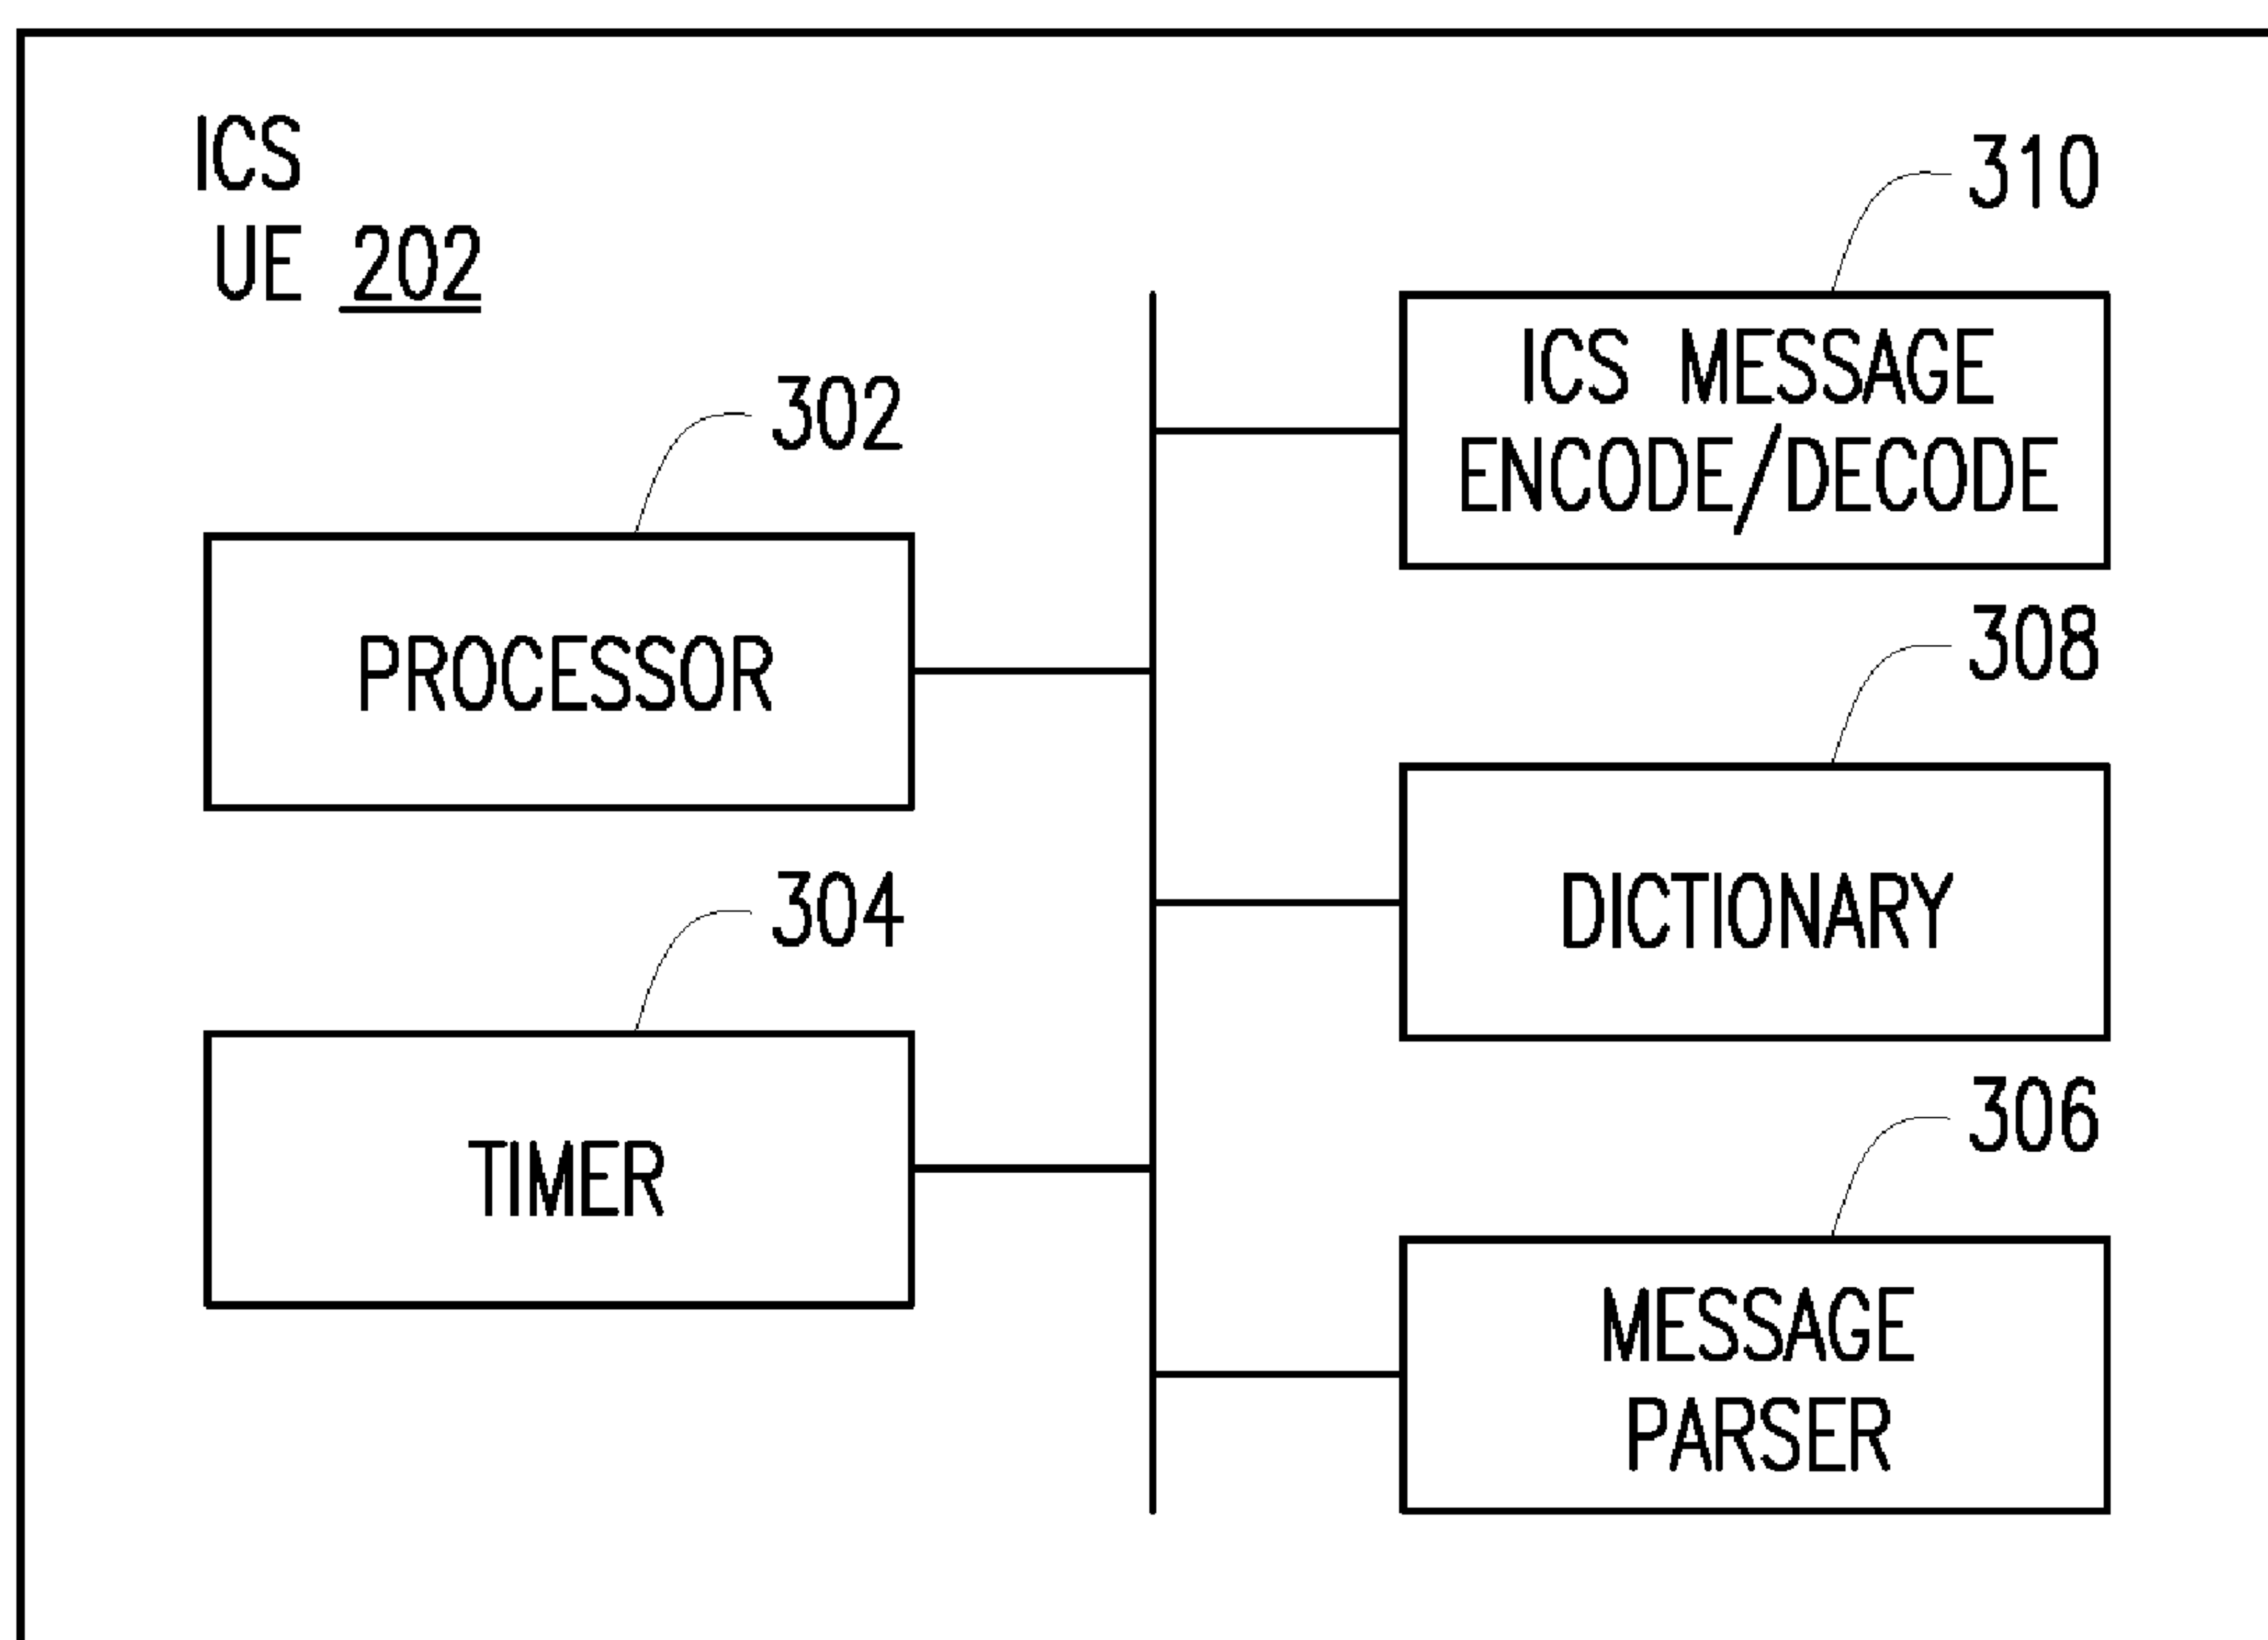 ICS
UE 202
302
PROCESSOR
304
TIMER
310
ICS MESSAGE
ENCODE/DECODE
308
DICTIONARY
306
MESSAGE
PARSER